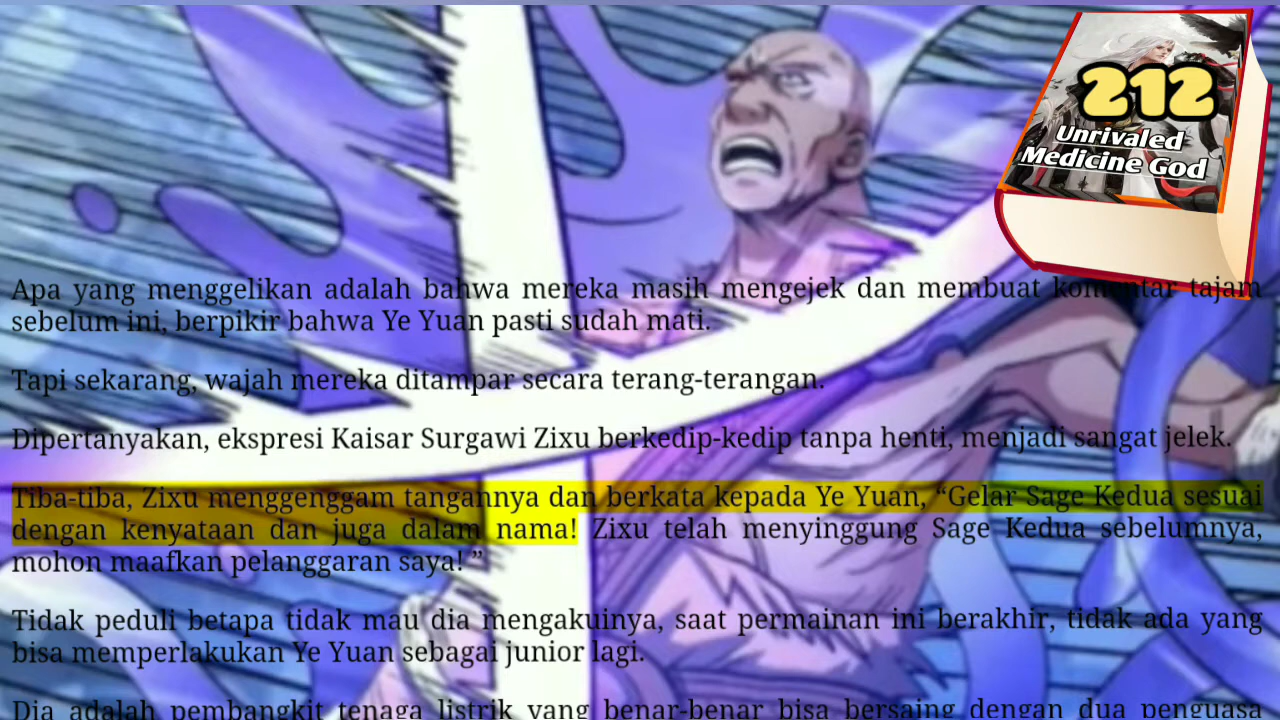 212
Unrivaled
Medicine God
Apa yang menggelikan adalah bahwa mereka masih mengejek dan membuat komentar tajam
sebelum ini, berpikir bahwa Ye Yuan pasti sudah mati.
Tapi sekarang, wajah mereka ditampar secara terang-terangan.
Dipertanyakan, ekspresi Kaisar Surgawi Zixu berkedip-kedip tanpa henti, menjadi sangat jelek.
Tiba-tiba, Zixu menggenggam tangannya dan berkata kepada Ye Yuan, “Gelar Sage Kedua sesuai
dengan kenyataan dan juga dalam nama! Zixu telah menyinggung Sage Kedua sebelumnya,
mohon maafkan pelanggaran saya! ”
Tidak peduli betapa tidak mau dia mengakuinya, saat permainan ini berakhir, tidak ada yang
bisa memperlakukan Ye Yuan sebagai junior lagi.
Dia adalah pembangkit tenaga listrik yang benar-benar bisa bersaing dengan dua penguasa